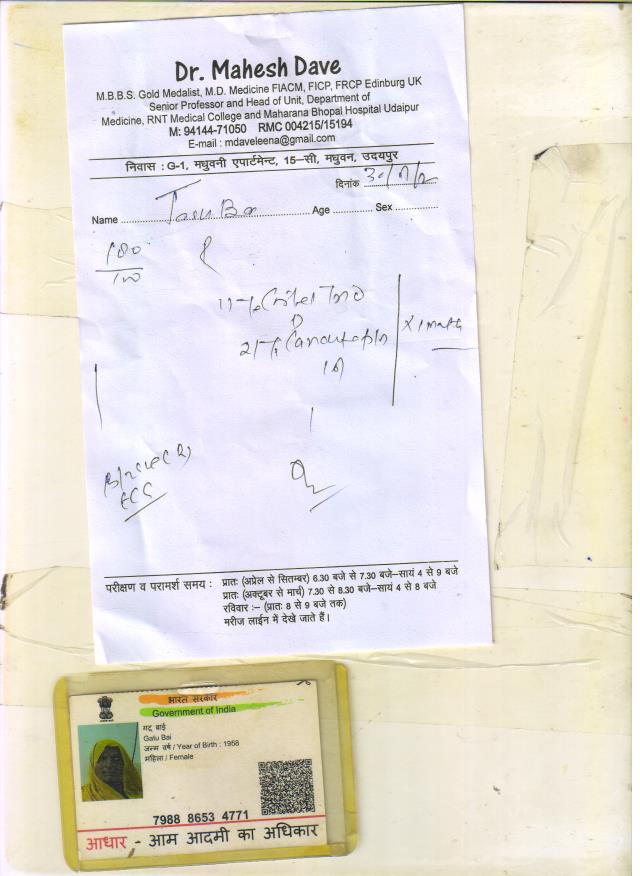 Dr. Mahesh Dave
M.B.B.S. Gold Medalist, M.D. Medicine FIACM, FICP, FRCP Edinburg UK
Senior Professor and Head of Unit, Department of
Medicine, RNT Medical College and Maharana Bhopal Hospital Udaipur
M: 94144-71050 RMC 004215/15194
E-mail : mdaveleena@gmail.com
निवास : G-1, मधुवनी एपार्टमेन्ट, 15-सी, मधुवन, उदयपुर
दिनांक
Name Age Sex
180
100
ECG
परीक्षण व परामर्श समय : प्रातः (अप्रेल से सितम्बर) 6.30 बजे से 7.30 बजे-सायं 4 से 9 बजे
प्रातः (अक्टूबर से मार्च) 7.30 से 8.30 बजे-सायं 4 से 8 बजे
रविवार :- (प्रातः 8 से 9 बजे तक)
मरीज लाईन में देखे जाते हैं।
भारत सरकार
Government of India
गटू बाई
Gatu Bai
जन्म वर्ष / Year of Birth : 1958
महिला / Female
7988 8653 4771
आधार - आम आदमी का अधिकार